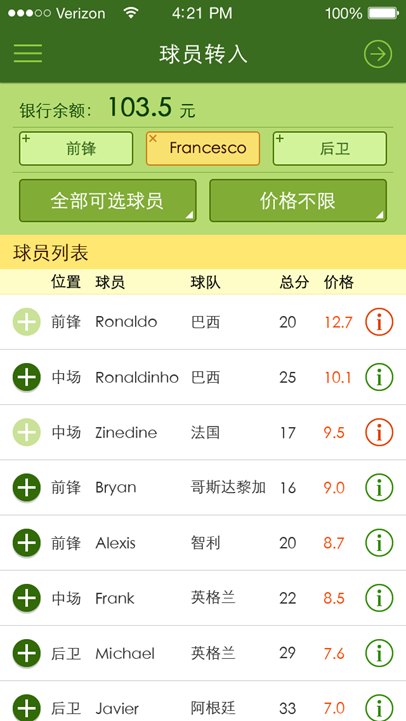 Verizon 4:21 PM 100%
球员转入
银行余额： 103.5 元
+ 前锋 × Francesco + 后卫
全部可选球员 价格不限
球员列表
位置 球员 球队 总分 价格
前锋 Ronaldo 巴西 20 12.7 i
中场 Ronaldinho 巴西 25 10.1 i
中场 Zinedine 法国 17 9.5 i
前锋 Bryan 哥斯达黎加 16 9.0 i
前锋 Alexis 智利 20 8.7 i
中场 Frank 英格兰 22 8.5 i
后卫 Michael 英格兰 29 7.6 i
后卫 Javier 阿根廷 33 7.0 i